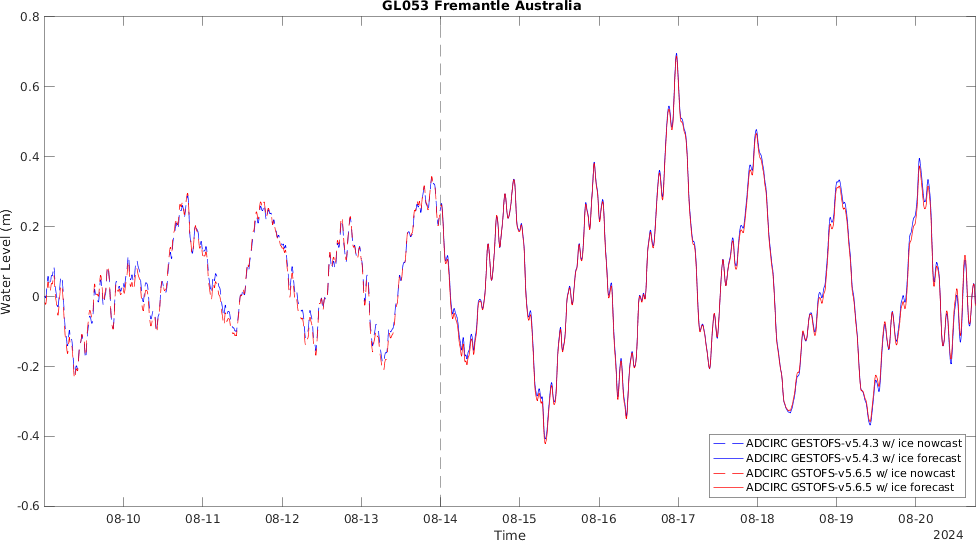 GL053 Fremantle Australia
0.8
0.6
0.4
0.2
0
-0.2
-0.4
-0.6
Water Level (m)
ADCIRC GESTOFS-v5.4.3 w/ ice nowcast
ADCIRC GESTOFS-v5.4.3 w/ ice forecast
ADCIRC GSTOFS-v5.6.5 w/ ice nowcast
ADCIRC GSTOFS-v5.6.5 w/ ice forecast
08-10 08-11 08-12 08-13 08-14 08-15 08-16 08-17 08-18 08-19 08-20
Time
2024